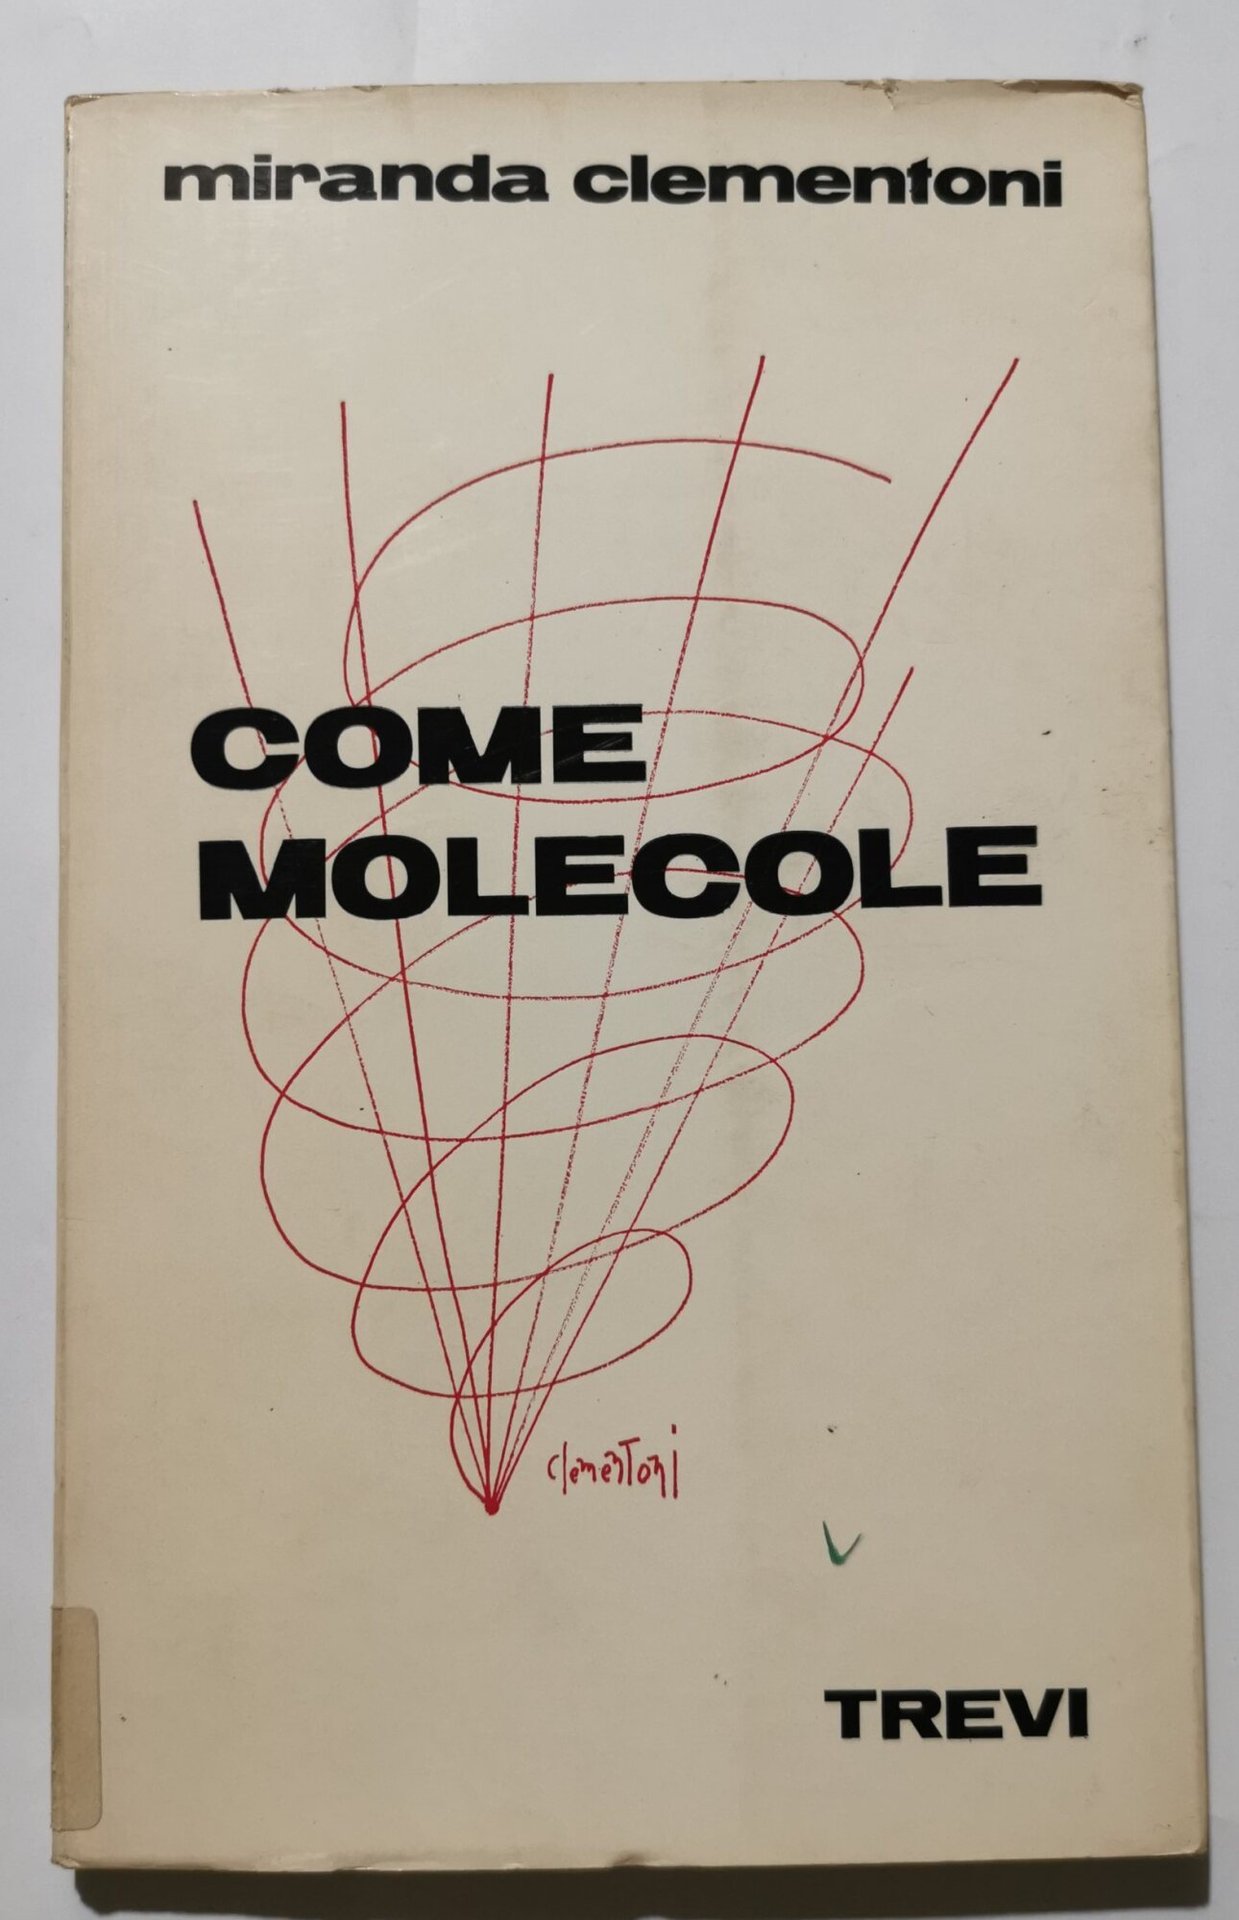 miranda clementoni
COME
MOLECOLE
clementoni
TREVI